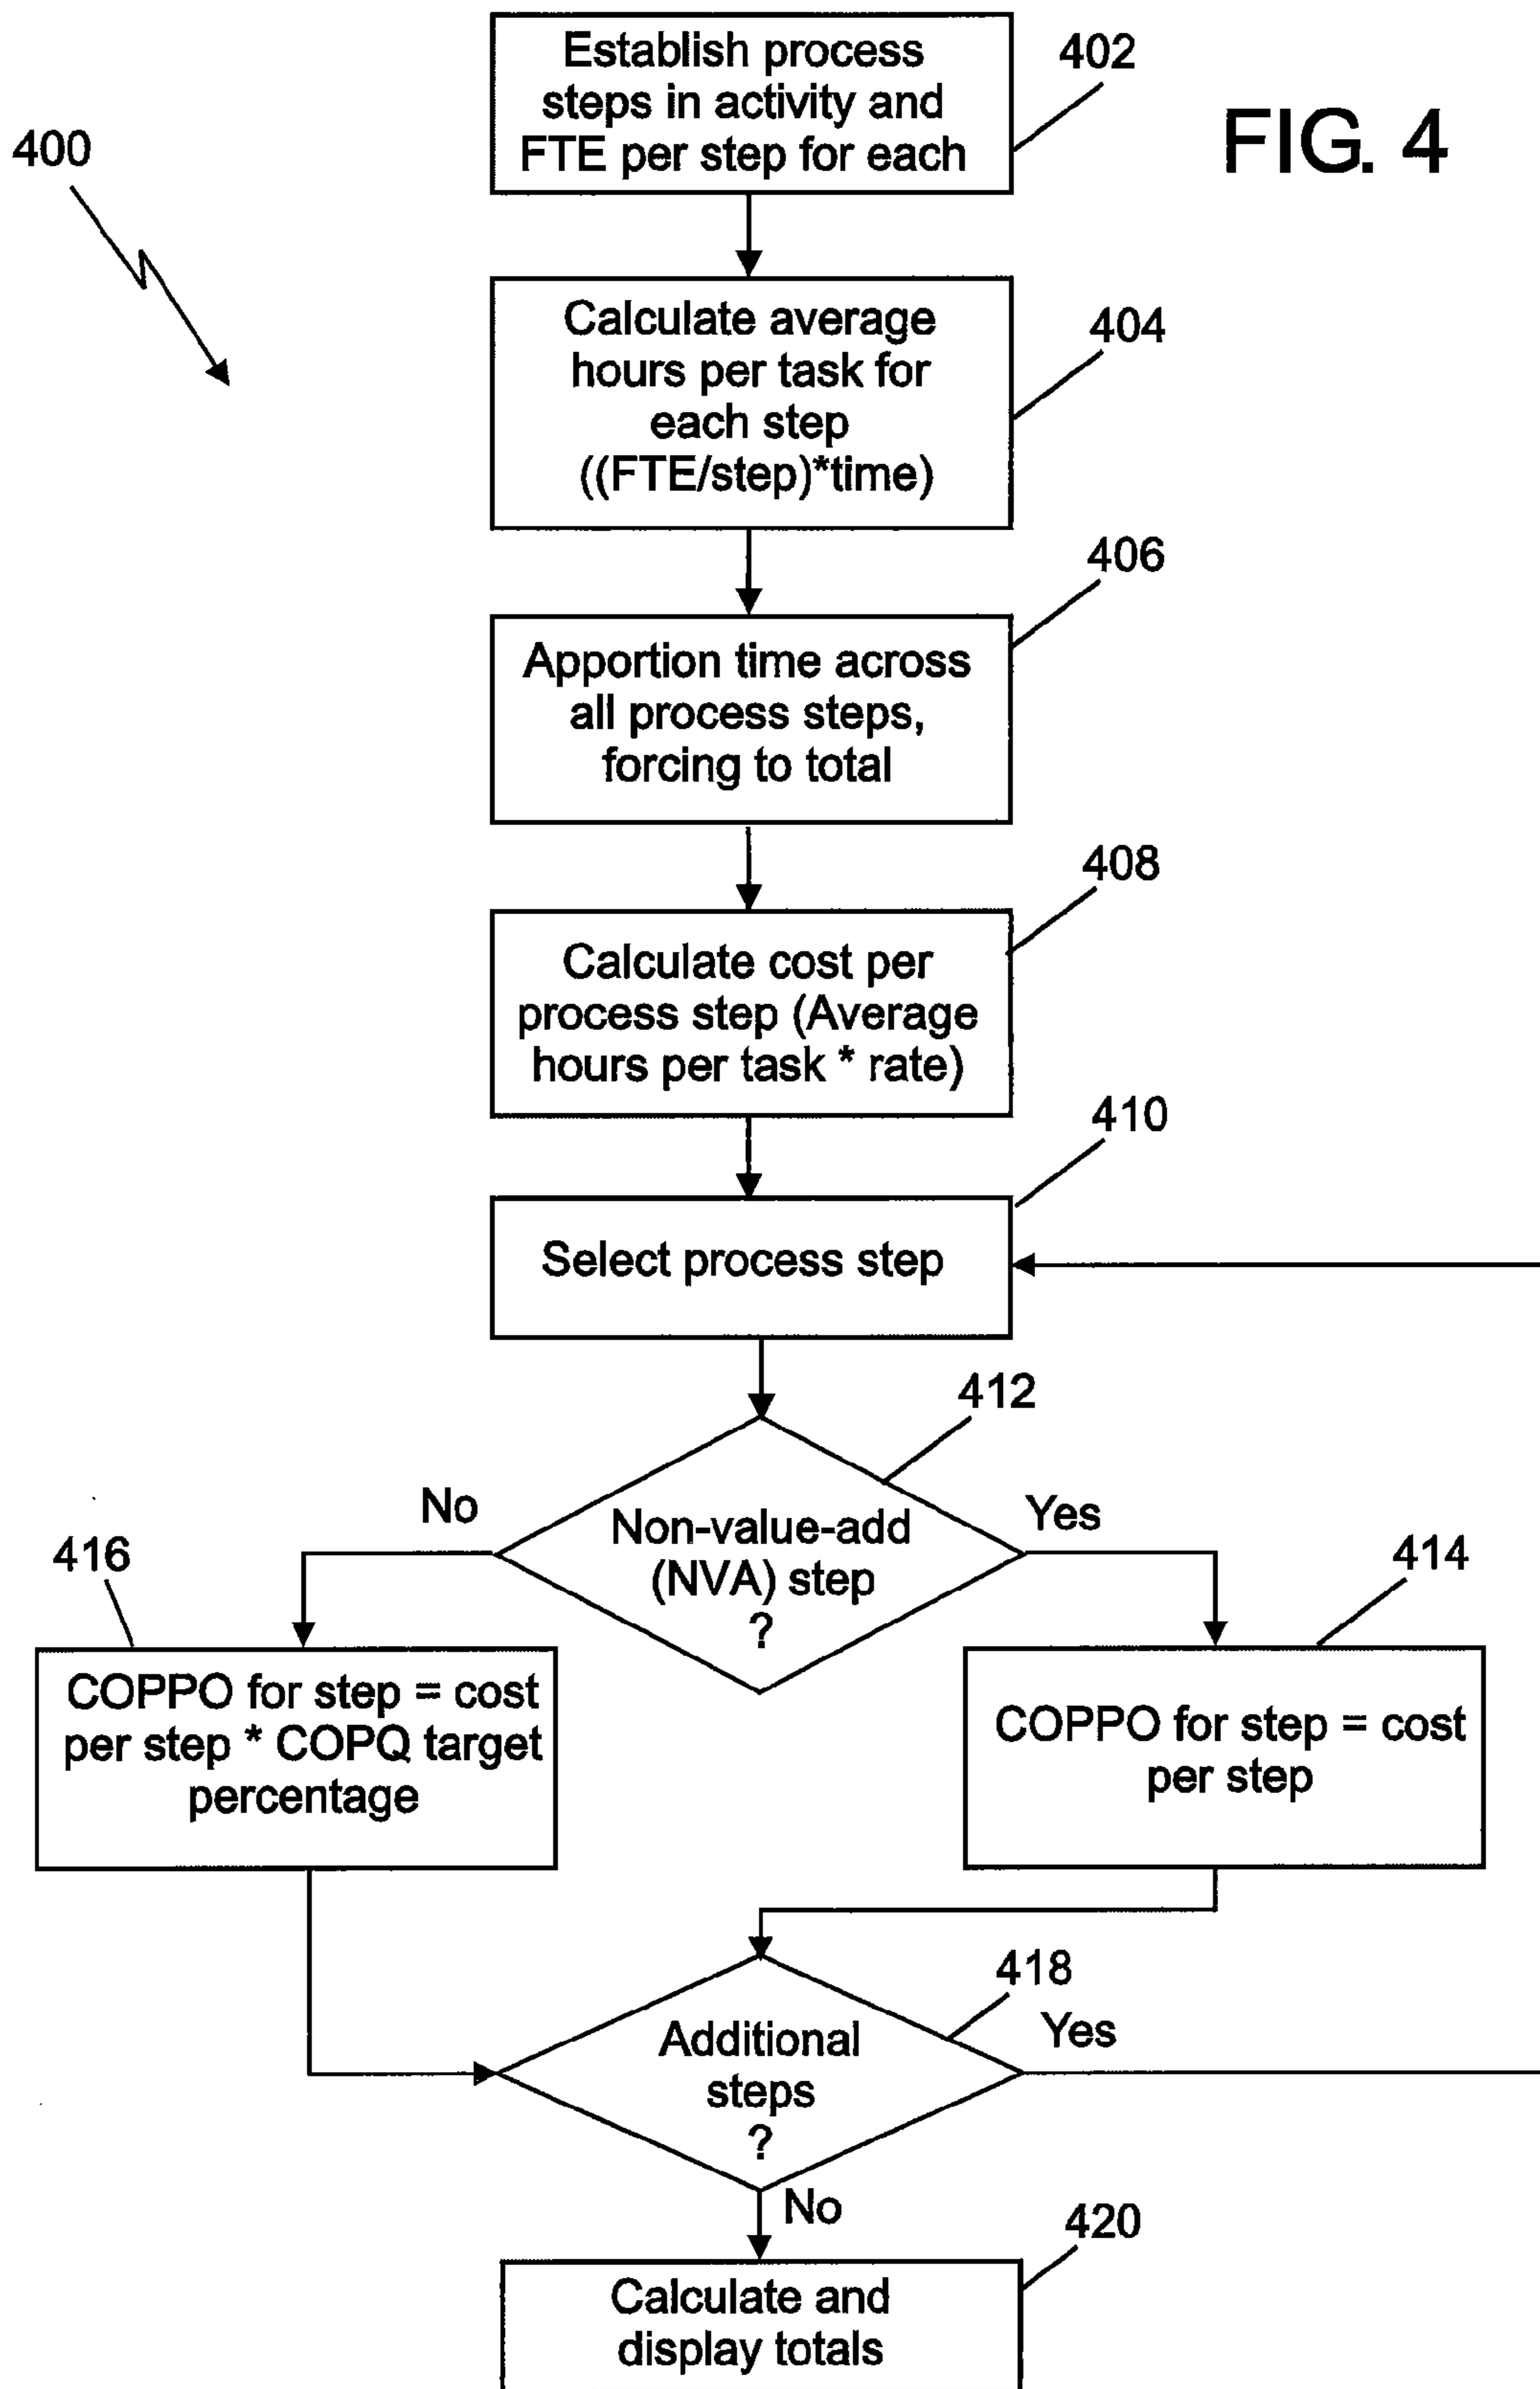 Establish process
steps in activity and
FTE per step for each
402
FIG. 4
400
Calculate average
hours per task for
each step
((FTE/step)*time)
404
406
Apportion time across
all process steps,
forcing to total
408
Calculate cost per
process step (Average
hours per task * rate)
410
Select process step
412
No
Non-value-add
(NVA) step
?
Yes
416
414
COPPO for step = cost
per step * COPQ target
percentage
COPPO for step = cost
per step
418
Additional
steps
?
Yes
No
420
Calculate and
display totals